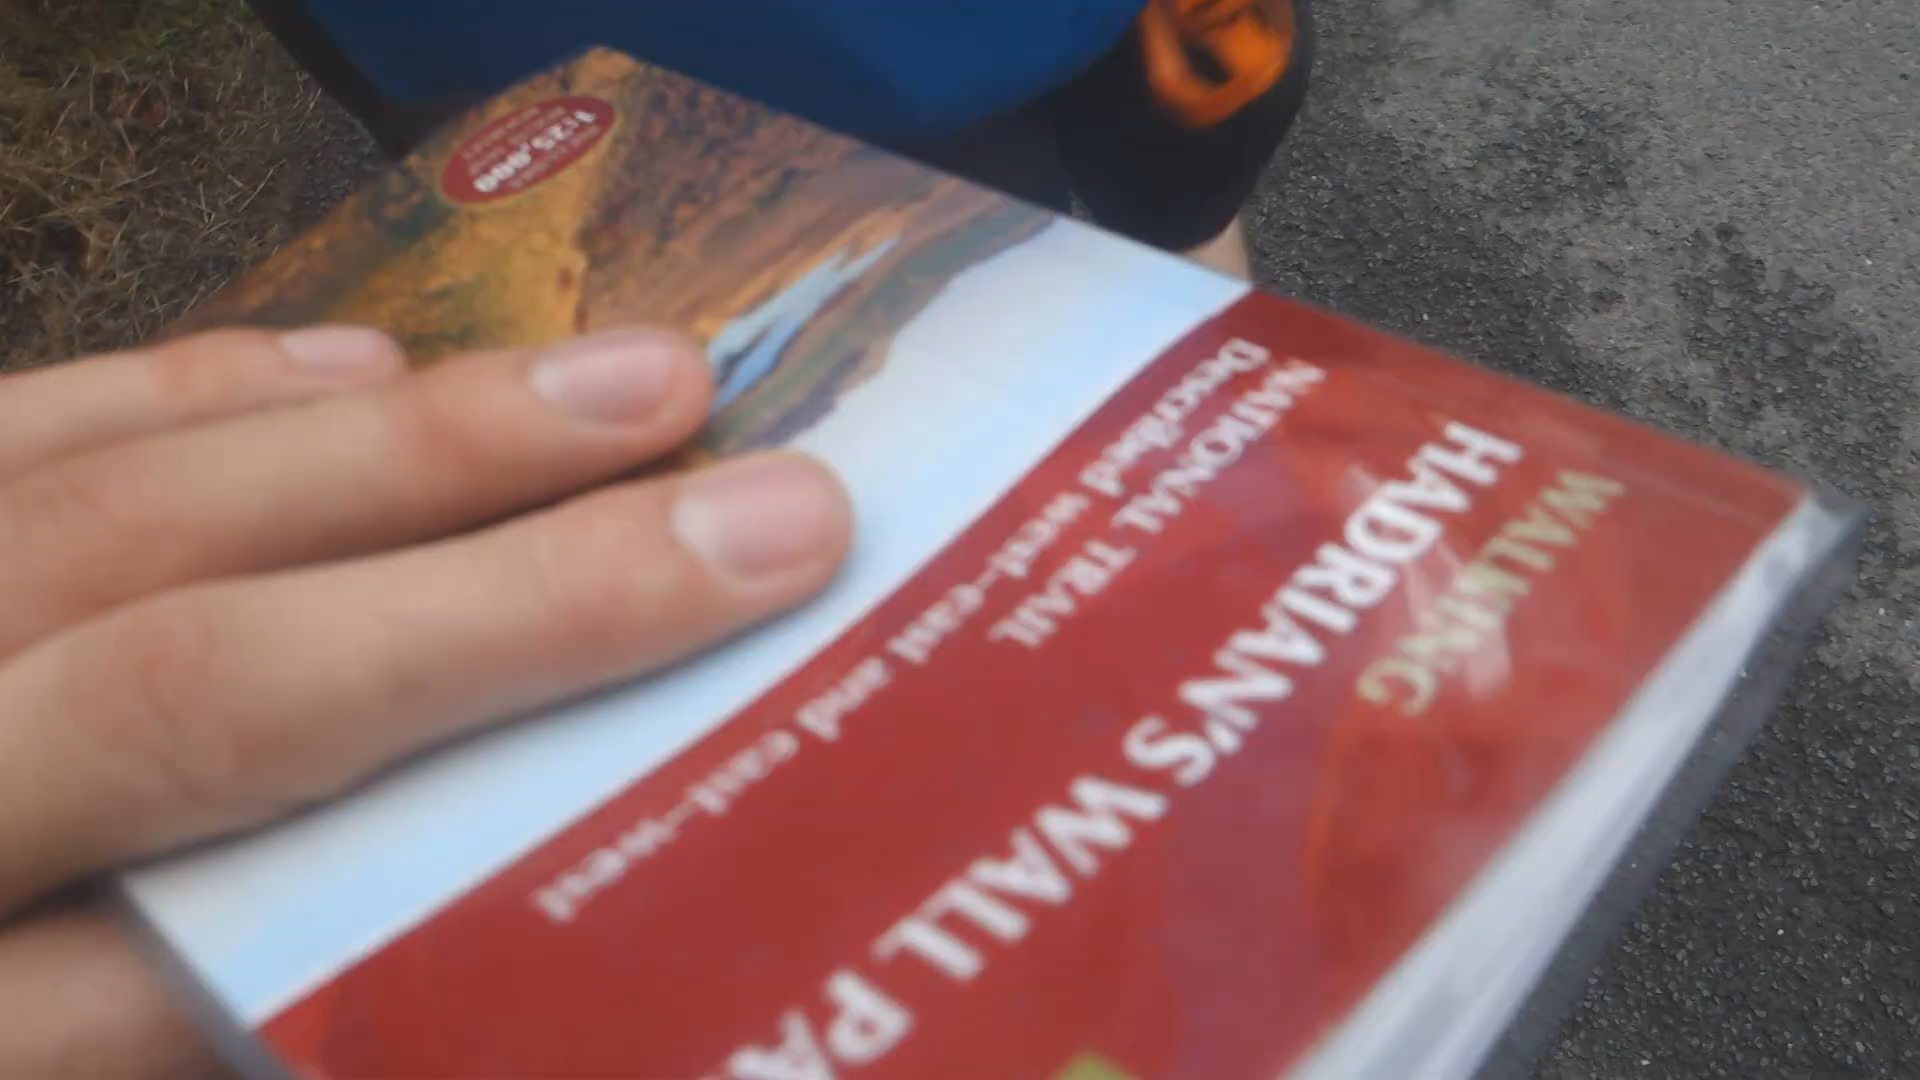 WALKING
HADRIAN'S WALL PA
NATIONAL TRAIL
Described west–east and east–west
1:25,000